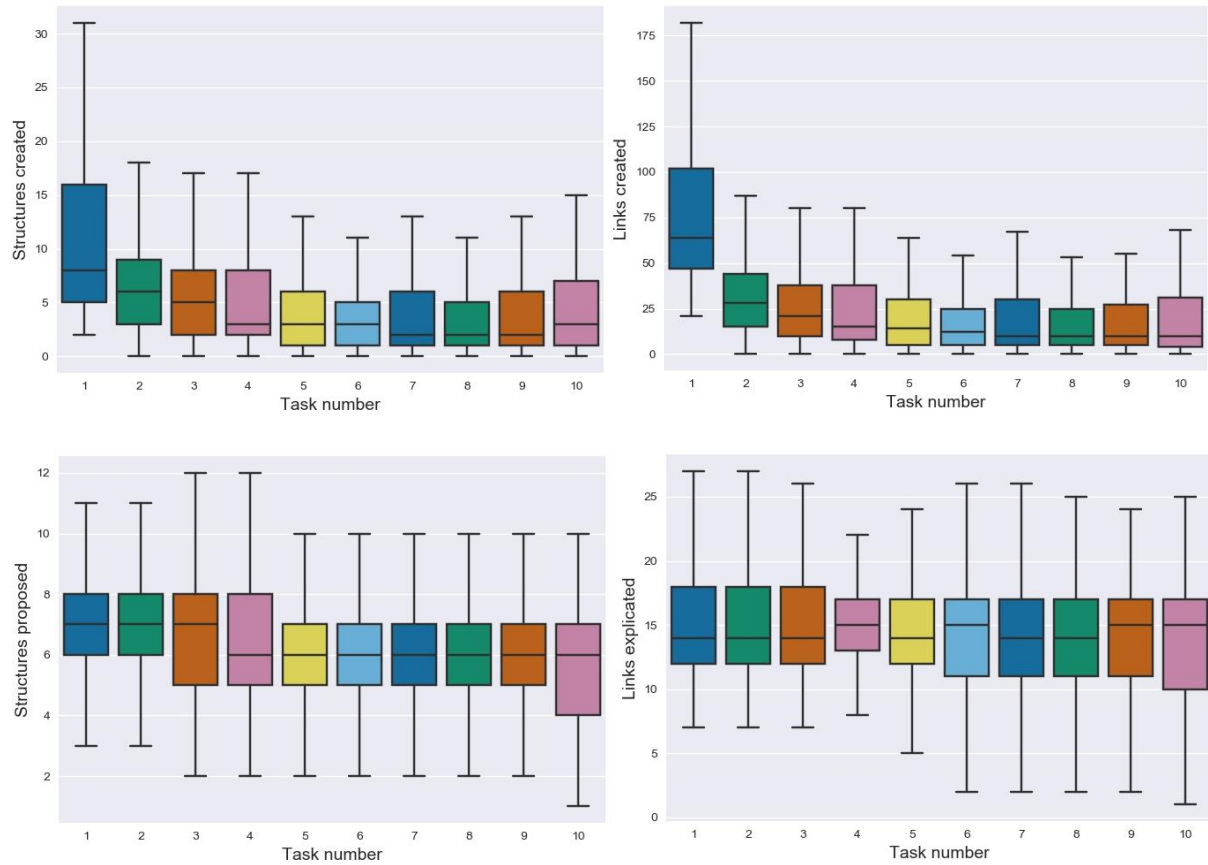 Structures created
30
25
20
15
10
5
0
1 2 3 4 5 6 7 8 9 10
Task number
Links created
175
150
125
100
75
50
25
0
1 2 3 4 5 6 7 8 9 10
Task number
Structures proposed
12
10
8
6
4
2
1 2 3 4 5 6 7 8 9 10
Task number
Links explicated
25
20
15
10
5
0
1 2 3 4 5 6 7 8 9 10
Task number